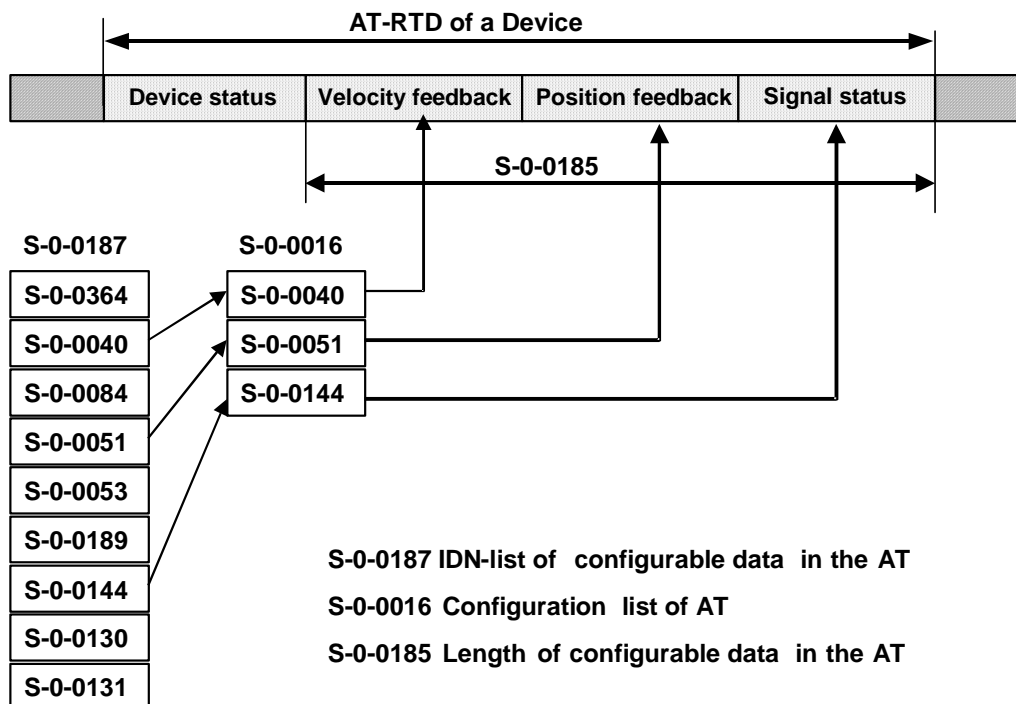 AT-RTD of a Device
Device status
Velocity feedback
Position feedback
Signal status
S-0-0185
S-0-0187
S-0-0364
S-0-0040
S-0-0084
S-0-0051
S-0-0053
S-0-0189
S-0-0144
S-0-0130
S-0-0131
S-0-0016
S-0-0040
S-0-0051
S-0-0144
S-0-0187 IDN-list of configurable data in the AT
S-0-0016 Configuration list of AT
S-0-0185 Length of configurable data in the AT